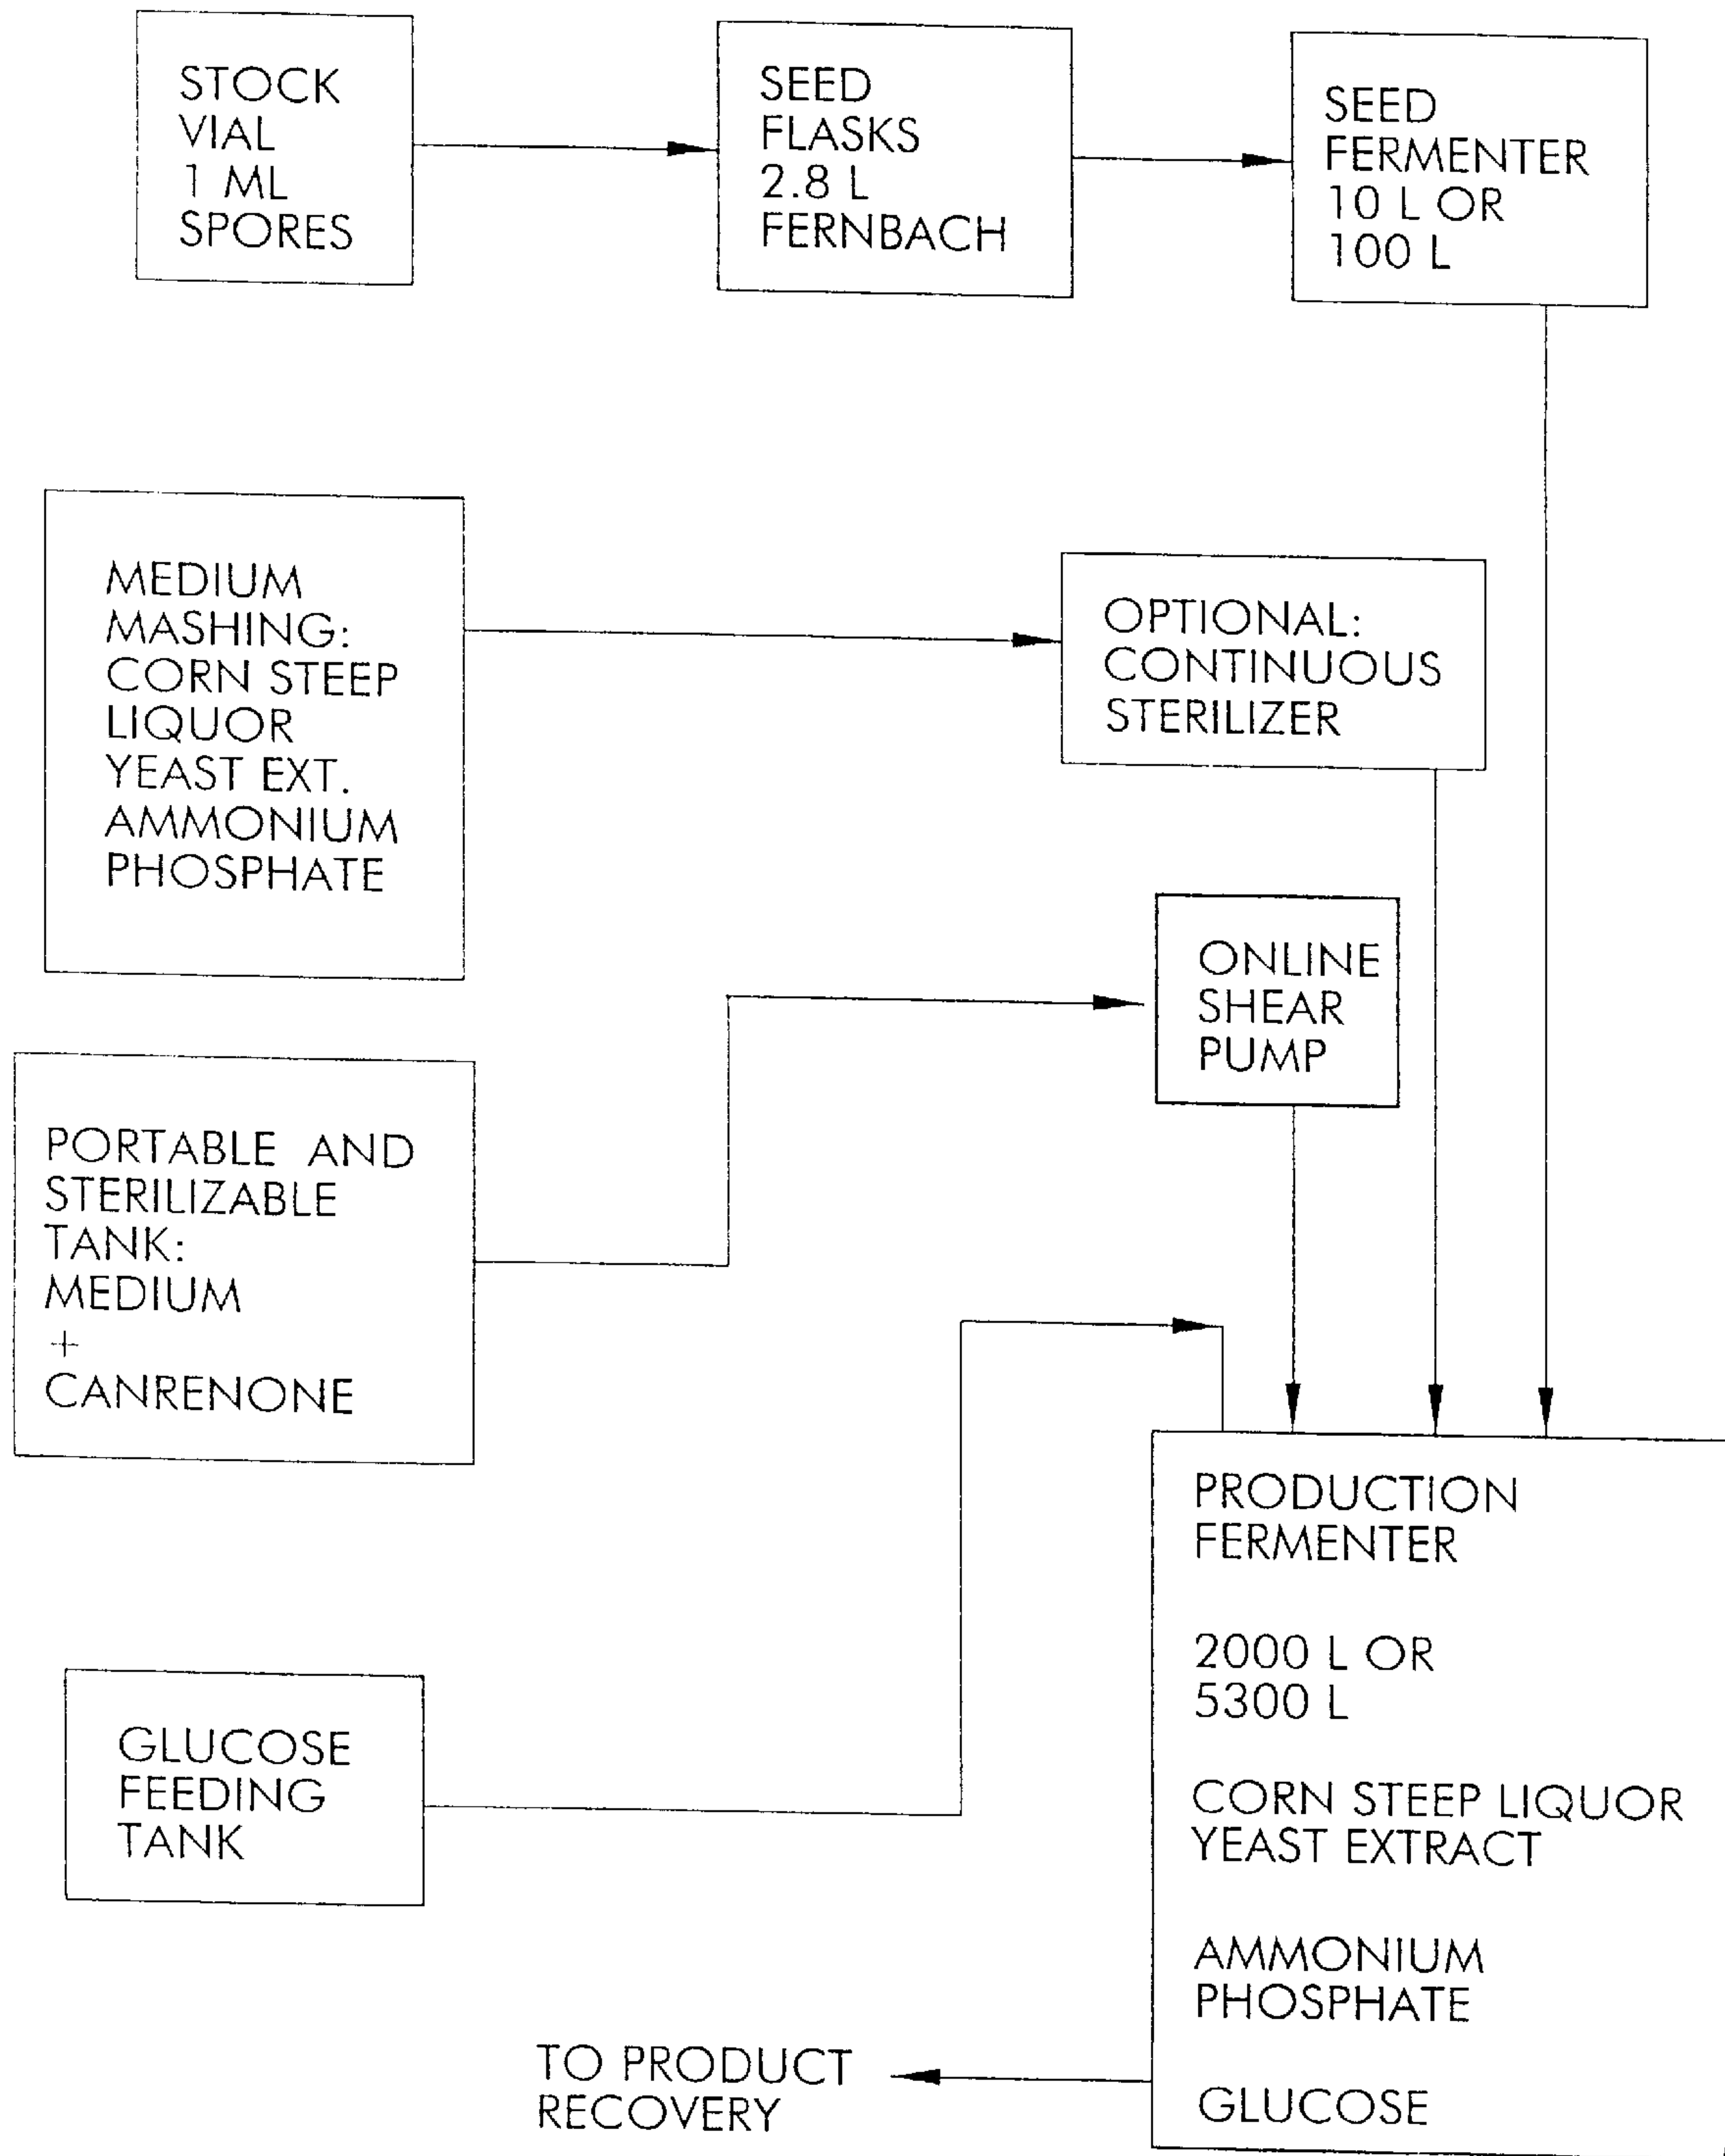 STOCK
VIAL
1 ML
SPORES
SEED
FLASKS
2.8 L
FERNBACH
SEED
FERMENTER
10 L OR
100 L
MEDIUM
MASHING:
CORN STEEP
LIQUOR
YEAST EXT.
AMMONIUM
PHOSPHATE
OPTIONAL:
CONTINUOUS
STERILIZER
ONLINE
SHEAR
PUMP
PORTABLE AND
STERILIZABLE
TANK:
MEDIUM
+
CANRENONE
GLUCOSE
FEEDING
TANK
PRODUCTION
FERMENTER
2000 L OR
5300 L
CORN STEEP LIQUOR
YEAST EXTRACT
AMMONIUM
PHOSPHATE
GLUCOSE
TO PRODUCT
RECOVERY